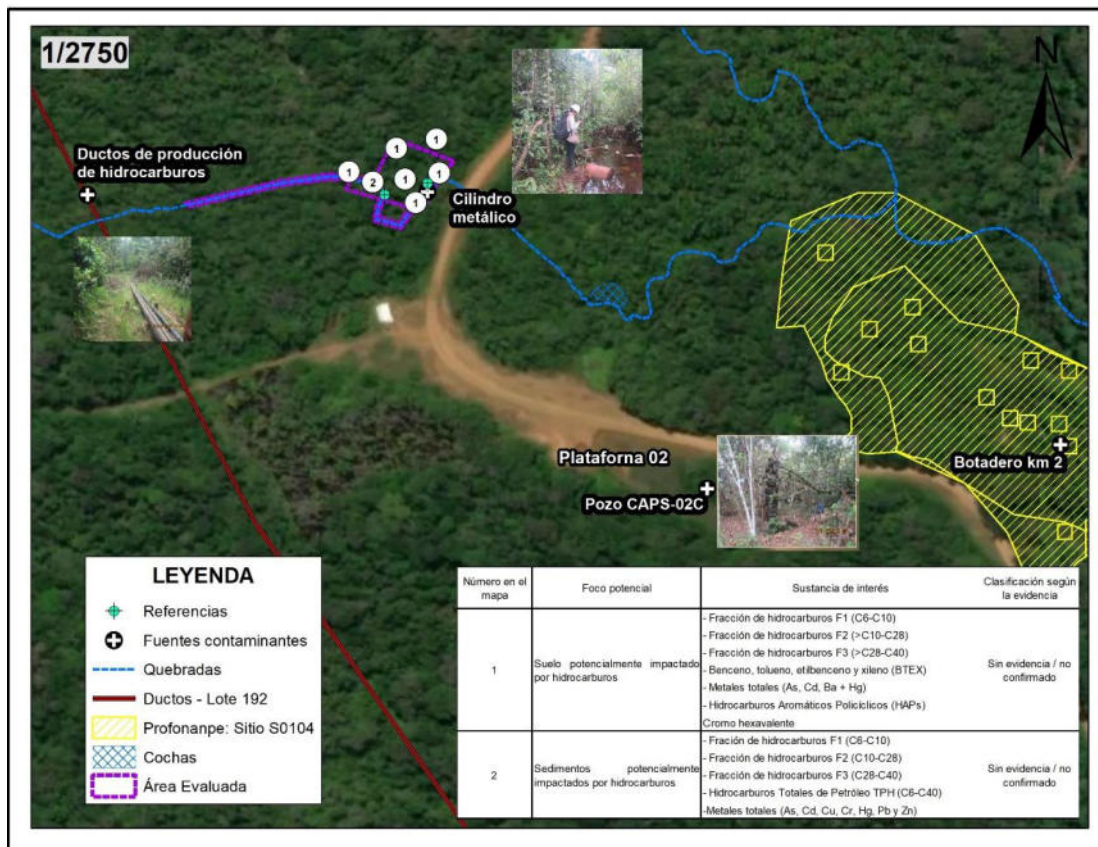 1/2750
N
Ductos de producción
de hidrocarburos
1
1
1
2
1
1
1
Cilindro
metálico
Plataforna 02
Pozo CAPS-02C
Botadero km 2
LEYENDA
Referencias
Fuentes contaminantes
Quebradas
Ductos - Lote 192
Profonanpe: Sitio S0104
Cochas
Área Evaluada
Número en el
mapa
Foco potencial
Sustancia de interés
Clasificación según
la evidencia
1
Suelo potencialmente impactado
por hidrocarburos
- Fracción de hidrocarburos F1 (C6-C10)
- Fracción de hidrocarburos F2 (>C10-C28)
- Fracción de hidrocarburos F3 (>C28-C40)
- Benceno, tolueno, etilbenceno y xileno (BTEX)
- Metales totales (As, Cd, Ba + Hg)
- Hidrocarburos Aromáticos Policíclicos (HAPs)
Cromo hexavalente
Sin evidencia / no
confirmado
2
Sedimentos potencialmente
impactados por hidrocarburos
- Fración de hidrocarburos F1 (C6-C10)
- Fracción de hidrocarburos F2 (C10-C28)
- Fracción de hidrocarburos F3 (C28-C40)
- Hidrocarburos Totales de Petróleo TPH (C6-C40)
-Metales totales (As, Cd, Cu, Cr, Hg, Pb y Zn)
Sin evidencia / no
confirmado